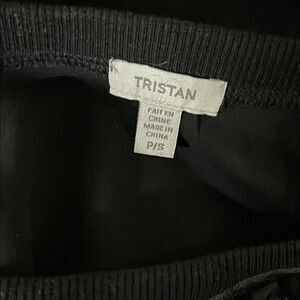 TRISTAN
FAIT EN
CHINE
MADE IN
CHINA
P/S